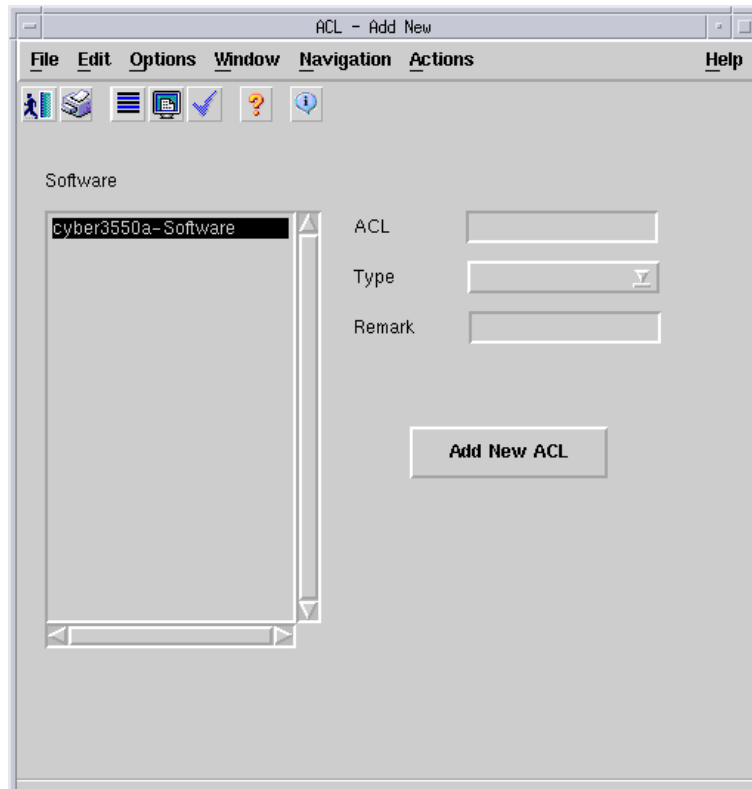 ACL - Add New
File Edit Options Window Navigation Actions Help
Software
cyber3550a-Software
ACL
Type
Remark
Add New ACL